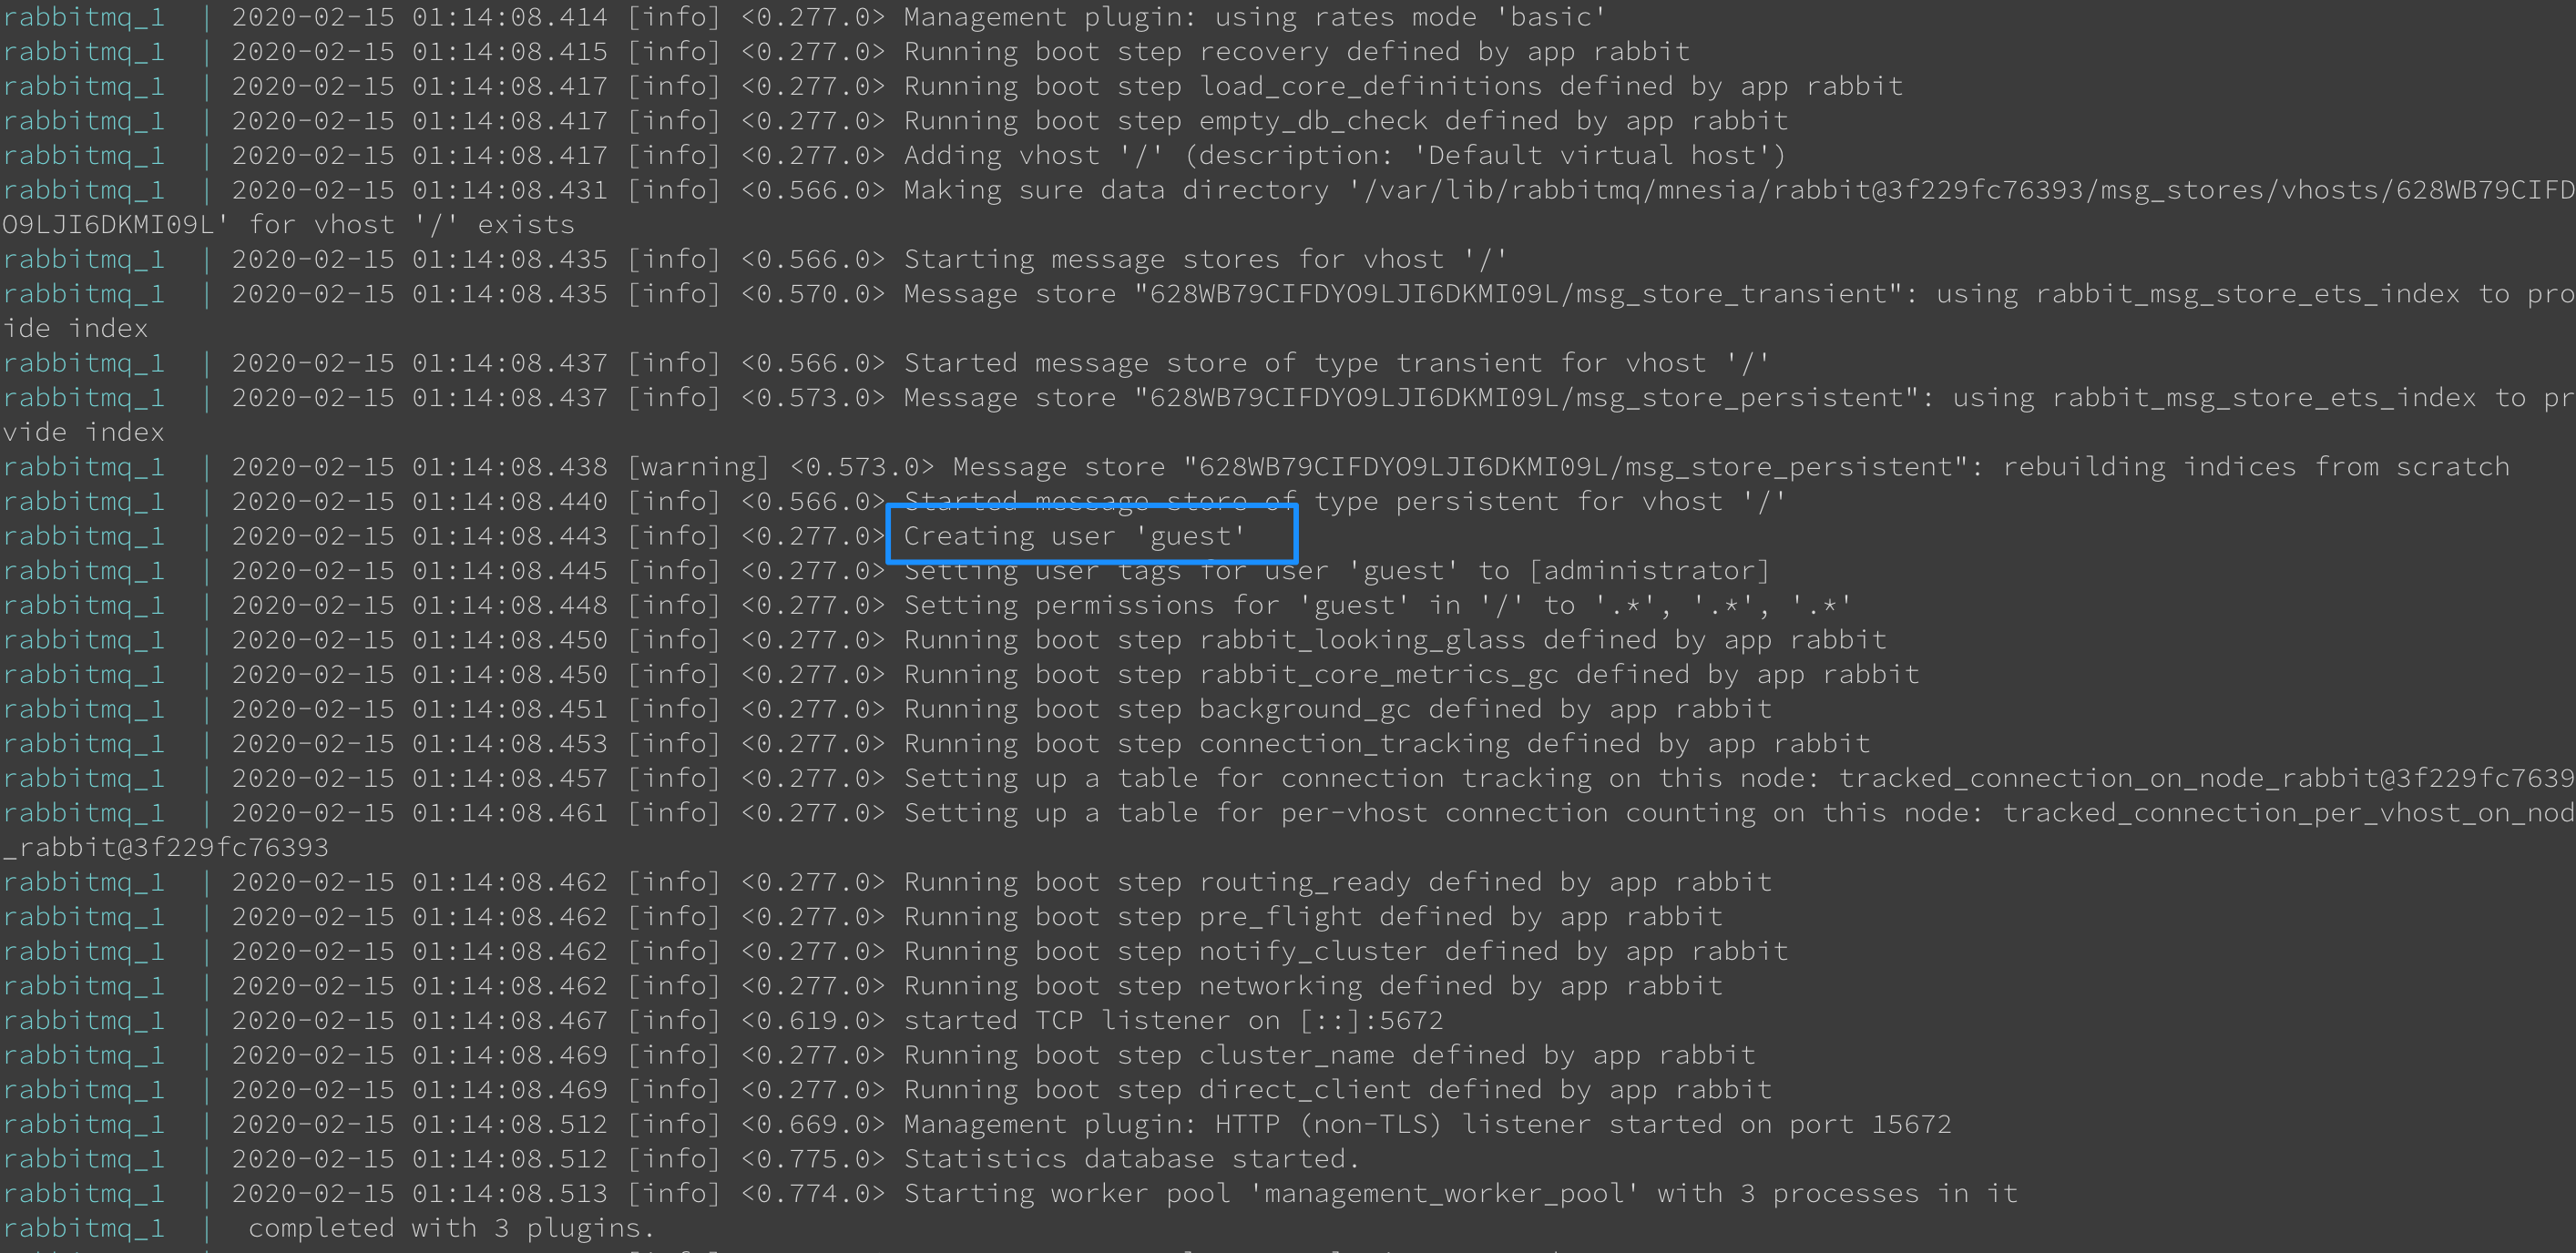 rabbitmq_1  | 2020-02-15 01:14:08.414 [info] <0.277.0> Management plugin: using rates mode 'basic'
rabbitmq_1  | 2020-02-15 01:14:08.415 [info] <0.277.0> Running boot step recovery defined by app rabbit
rabbitmq_1  | 2020-02-15 01:14:08.417 [info] <0.277.0> Running boot step load_core_definitions defined by app rabbit
rabbitmq_1  | 2020-02-15 01:14:08.417 [info] <0.277.0> Running boot step empty_db_check defined by app rabbit
rabbitmq_1  | 2020-02-15 01:14:08.417 [info] <0.277.0> Adding vhost '/' (description: 'Default virtual host')
rabbitmq_1  | 2020-02-15 01:14:08.431 [info] <0.566.0> Making sure data directory '/var/lib/rabbitmq/mnesia/rabbit@3f229fc76393/msg_stores/vhosts/628WB79CIFD
O9LJI6DKMI09L' for vhost '/' exists
rabbitmq_1  | 2020-02-15 01:14:08.435 [info] <0.566.0> Starting message stores for vhost '/'
rabbitmq_1  | 2020-02-15 01:14:08.435 [info] <0.570.0> Message store "628WB79CIFDYO9LJI6DKMI09L/msg_store_transient": using rabbit_msg_store_ets_index to pro
ide index
rabbitmq_1  | 2020-02-15 01:14:08.437 [info] <0.566.0> Started message store of type transient for vhost '/'
rabbitmq_1  | 2020-02-15 01:14:08.437 [info] <0.573.0> Message store "628WB79CIFDYO9LJI6DKMI09L/msg_store_persistent": using rabbit_msg_store_ets_index to pr
vide index
rabbitmq_1  | 2020-02-15 01:14:08.438 [warning] <0.573.0> Message store "628WB79CIFDYO9LJI6DKMI09L/msg_store_persistent": rebuilding indices from scratch
rabbitmq_1  | 2020-02-15 01:14:08.440 [info] <0.566.0> Started message store of type persistent for vhost '/'
rabbitmq_1  | 2020-02-15 01:14:08.443 [info] <0.277.0> Creating user 'guest'
rabbitmq_1  | 2020-02-15 01:14:08.445 [info] <0.277.0> Setting user tags for user 'guest' to [administrator]
rabbitmq_1  | 2020-02-15 01:14:08.448 [info] <0.277.0> Setting permissions for 'guest' in '/' to '.*', '.*', '.*'
rabbitmq_1  | 2020-02-15 01:14:08.450 [info] <0.277.0> Running boot step rabbit_looking_glass defined by app rabbit
rabbitmq_1  | 2020-02-15 01:14:08.450 [info] <0.277.0> Running boot step rabbit_core_metrics_gc defined by app rabbit
rabbitmq_1  | 2020-02-15 01:14:08.451 [info] <0.277.0> Running boot step background_gc defined by app rabbit
rabbitmq_1  | 2020-02-15 01:14:08.453 [info] <0.277.0> Running boot step connection_tracking defined by app rabbit
rabbitmq_1  | 2020-02-15 01:14:08.457 [info] <0.277.0> Setting up a table for connection tracking on this node: tracked_connection_on_node_rabbit@3f229fc7639
rabbitmq_1  | 2020-02-15 01:14:08.461 [info] <0.277.0> Setting up a table for per-vhost connection counting on this node: tracked_connection_per_vhost_on_nod
_rabbit@3f229fc76393
rabbitmq_1  | 2020-02-15 01:14:08.462 [info] <0.277.0> Running boot step routing_ready defined by app rabbit
rabbitmq_1  | 2020-02-15 01:14:08.462 [info] <0.277.0> Running boot step pre_flight defined by app rabbit
rabbitmq_1  | 2020-02-15 01:14:08.462 [info] <0.277.0> Running boot step notify_cluster defined by app rabbit
rabbitmq_1  | 2020-02-15 01:14:08.462 [info] <0.277.0> Running boot step networking defined by app rabbit
rabbitmq_1  | 2020-02-15 01:14:08.467 [info] <0.619.0> started TCP listener on [::]:5672
rabbitmq_1  | 2020-02-15 01:14:08.469 [info] <0.277.0> Running boot step cluster_name defined by app rabbit
rabbitmq_1  | 2020-02-15 01:14:08.469 [info] <0.277.0> Running boot step direct_client defined by app rabbit
rabbitmq_1  | 2020-02-15 01:14:08.512 [info] <0.669.0> Management plugin: HTTP (non-TLS) listener started on port 15672
rabbitmq_1  | 2020-02-15 01:14:08.512 [info] <0.775.0> Statistics database started.
rabbitmq_1  | 2020-02-15 01:14:08.513 [info] <0.774.0> Starting worker pool 'management_worker_pool' with 3 processes in it
rabbitmq_1  |  completed with 3 plugins.